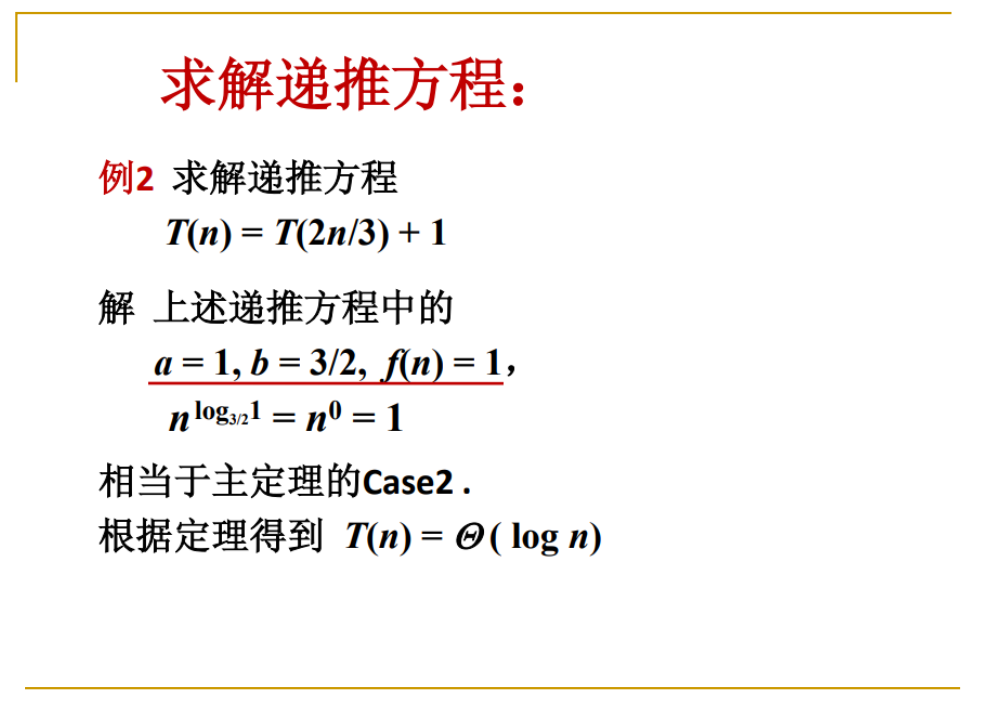 求解递推方程：
例2 求解递推方程
T(n) = T(2n/3) + 1
解 上述递推方程中的
a = 1, b = 3/2, f(n) = 1，
n^{log_{3/2}1} = n^0 = 1
相当于主定理的Case2 .
根据定理得到 T(n) = Θ( log n)